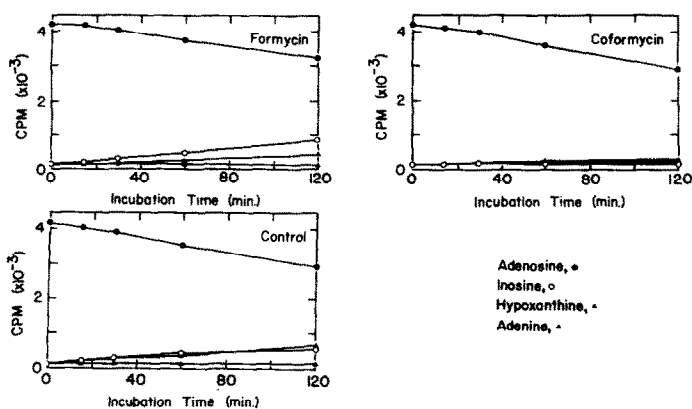 Formycin
CPM (x10⁻³)
4
2
0
0 40 80 120
Incubation Time (min.)
Coformycin
CPM (x10⁻³)
4
2
0
0 40 80 120
Incubation Time (min.)
Control
CPM (x10⁻³)
4
2
0
0 40 80 120
Incubation Time (min.)
Adenosine, •
Inosine, o
Hypoxanthine, ▴
Adenine, ▴